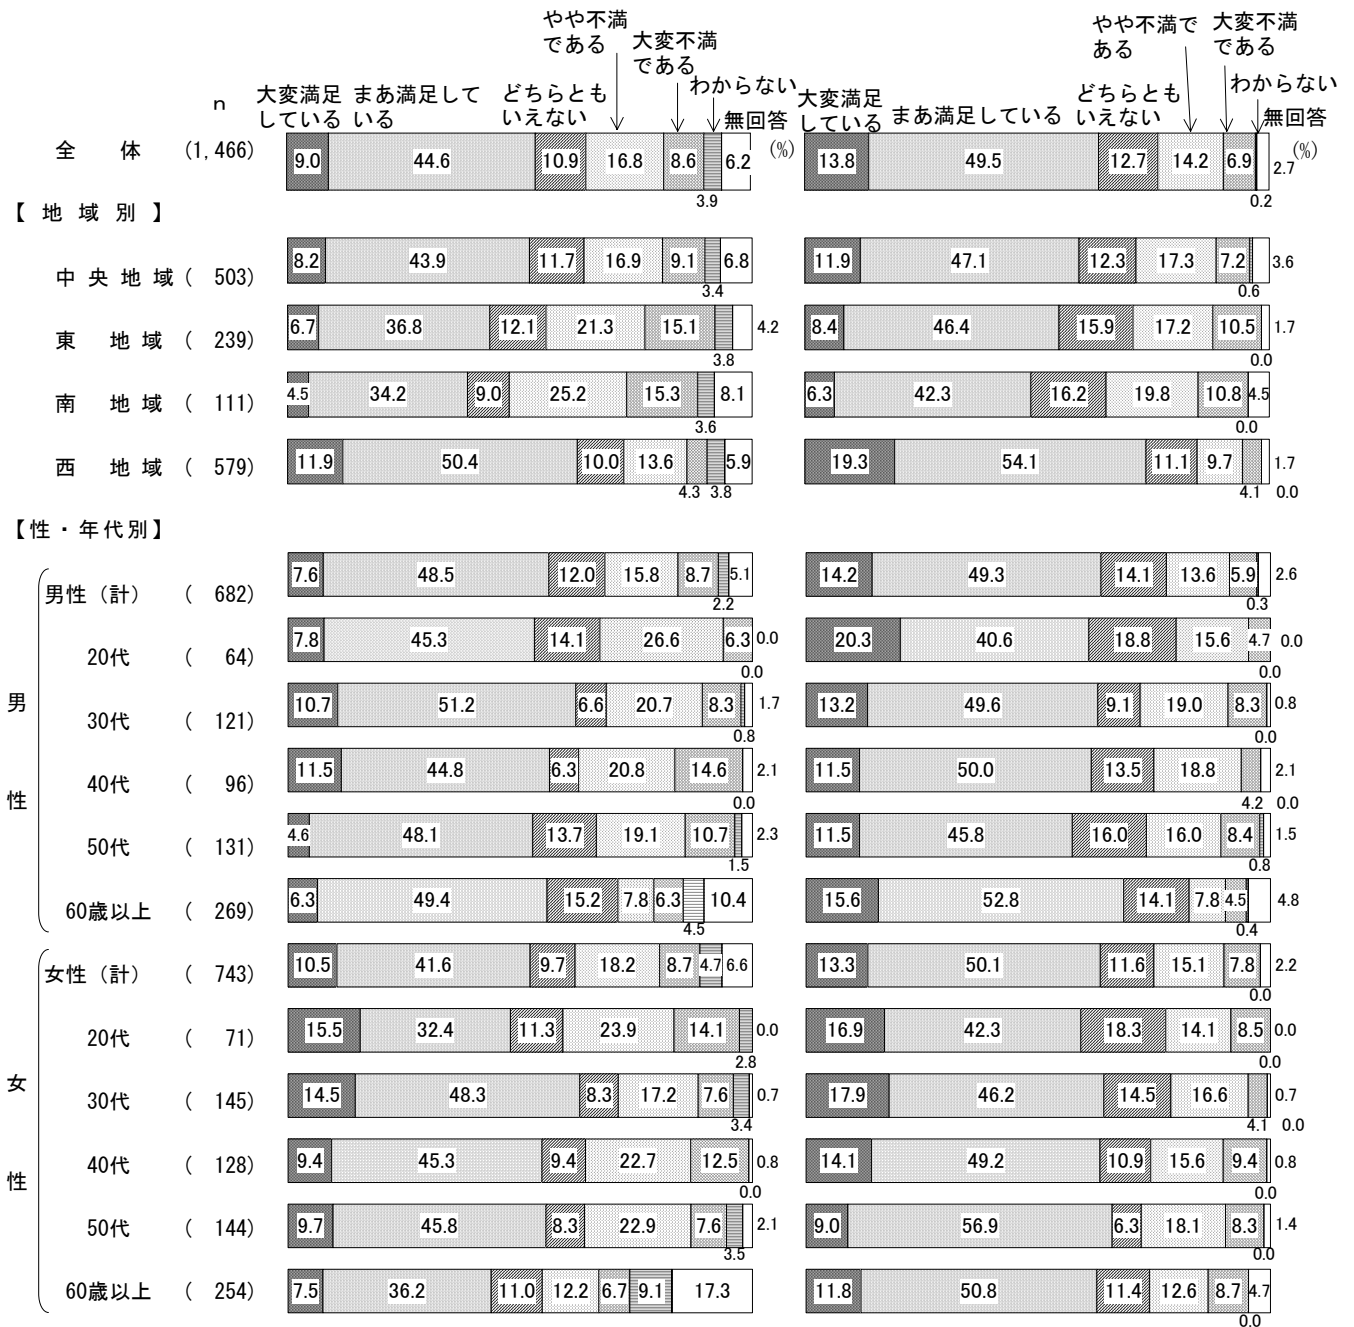 やや不満
である
大変不満
である
わからない
やや不満で
ある
大変不満
である
わからない
n
大変満足
している
まあ満足して
いる
どちらとも
いえない
無回答
大変満足
している
まあ満足している
どちらとも
いえない
無回答
全 体 (1,466) 9.0 44.6 10.9 16.8 8.6 3.9 6.2 (%) 13.8 49.5 12.7 14.2 6.9 0.2 2.7 (%)
【 地 域 別 】
中 央 地 域 ( 503) 8.2 43.9 11.7 16.9 9.1 3.4 6.8 11.9 47.1 12.3 17.3 7.2 0.6 3.6
東 地 域 ( 239) 6.7 36.8 12.1 21.3 15.1 3.8 4.2 8.4 46.4 15.9 17.2 10.5 0.0 1.7
南 地 域 ( 111) 4.5 34.2 9.0 25.2 15.3 3.6 8.1 6.3 42.3 16.2 19.8 10.8 0.0 4.5
西 地 域 ( 579) 11.9 50.4 10.0 13.6 4.3 3.8 5.9 19.3 54.1 11.1 9.7 4.1 0.0 1.7
【性・年代別】
男性
男性（計） ( 682) 7.6 48.5 12.0 15.8 8.7 2.2 5.1 14.2 49.3 14.1 13.6 5.9 0.3 2.6
20代 ( 64) 7.8 45.3 14.1 26.6 6.3 0.0 0.0 20.3 40.6 18.8 15.6 4.7 0.0 0.0
30代 ( 121) 10.7 51.2 6.6 20.7 8.3 0.8 1.7 13.2 49.6 9.1 19.0 8.3 0.0 0.8
40代 ( 96) 11.5 44.8 6.3 20.8 14.6 0.0 2.1 11.5 50.0 13.5 18.8 4.2 0.0 2.1
50代 ( 131) 4.6 48.1 13.7 19.1 10.7 1.5 2.3 11.5 45.8 16.0 16.0 8.4 0.8 1.5
60歳以上 ( 269) 6.3 49.4 15.2 7.8 6.3 4.5 10.4 15.6 52.8 14.1 7.8 4.5 0.4 4.8
女性
女性（計） ( 743) 10.5 41.6 9.7 18.2 8.7 4.7 6.6 13.3 50.1 11.6 15.1 7.8 0.0 2.2
20代 ( 71) 15.5 32.4 11.3 23.9 14.1 2.8 0.0 16.9 42.3 18.3 14.1 8.5 0.0 0.0
30代 ( 145) 14.5 48.3 8.3 17.2 7.6 3.4 0.7 17.9 46.2 14.5 16.6 4.1 0.0 0.7
40代 ( 128) 9.4 45.3 9.4 22.7 12.5 0.0 0.8 14.1 49.2 10.9 15.6 9.4 0.0 0.8
50代 ( 144) 9.7 45.8 8.3 22.9 7.6 3.5 2.1 9.0 56.9 6.3 18.1 8.3 0.0 1.4
60歳以上 ( 254) 7.5 36.2 11.0 12.2 6.7 9.1 17.3 11.8 50.8 11.4 12.6 8.7 0.0 4.7